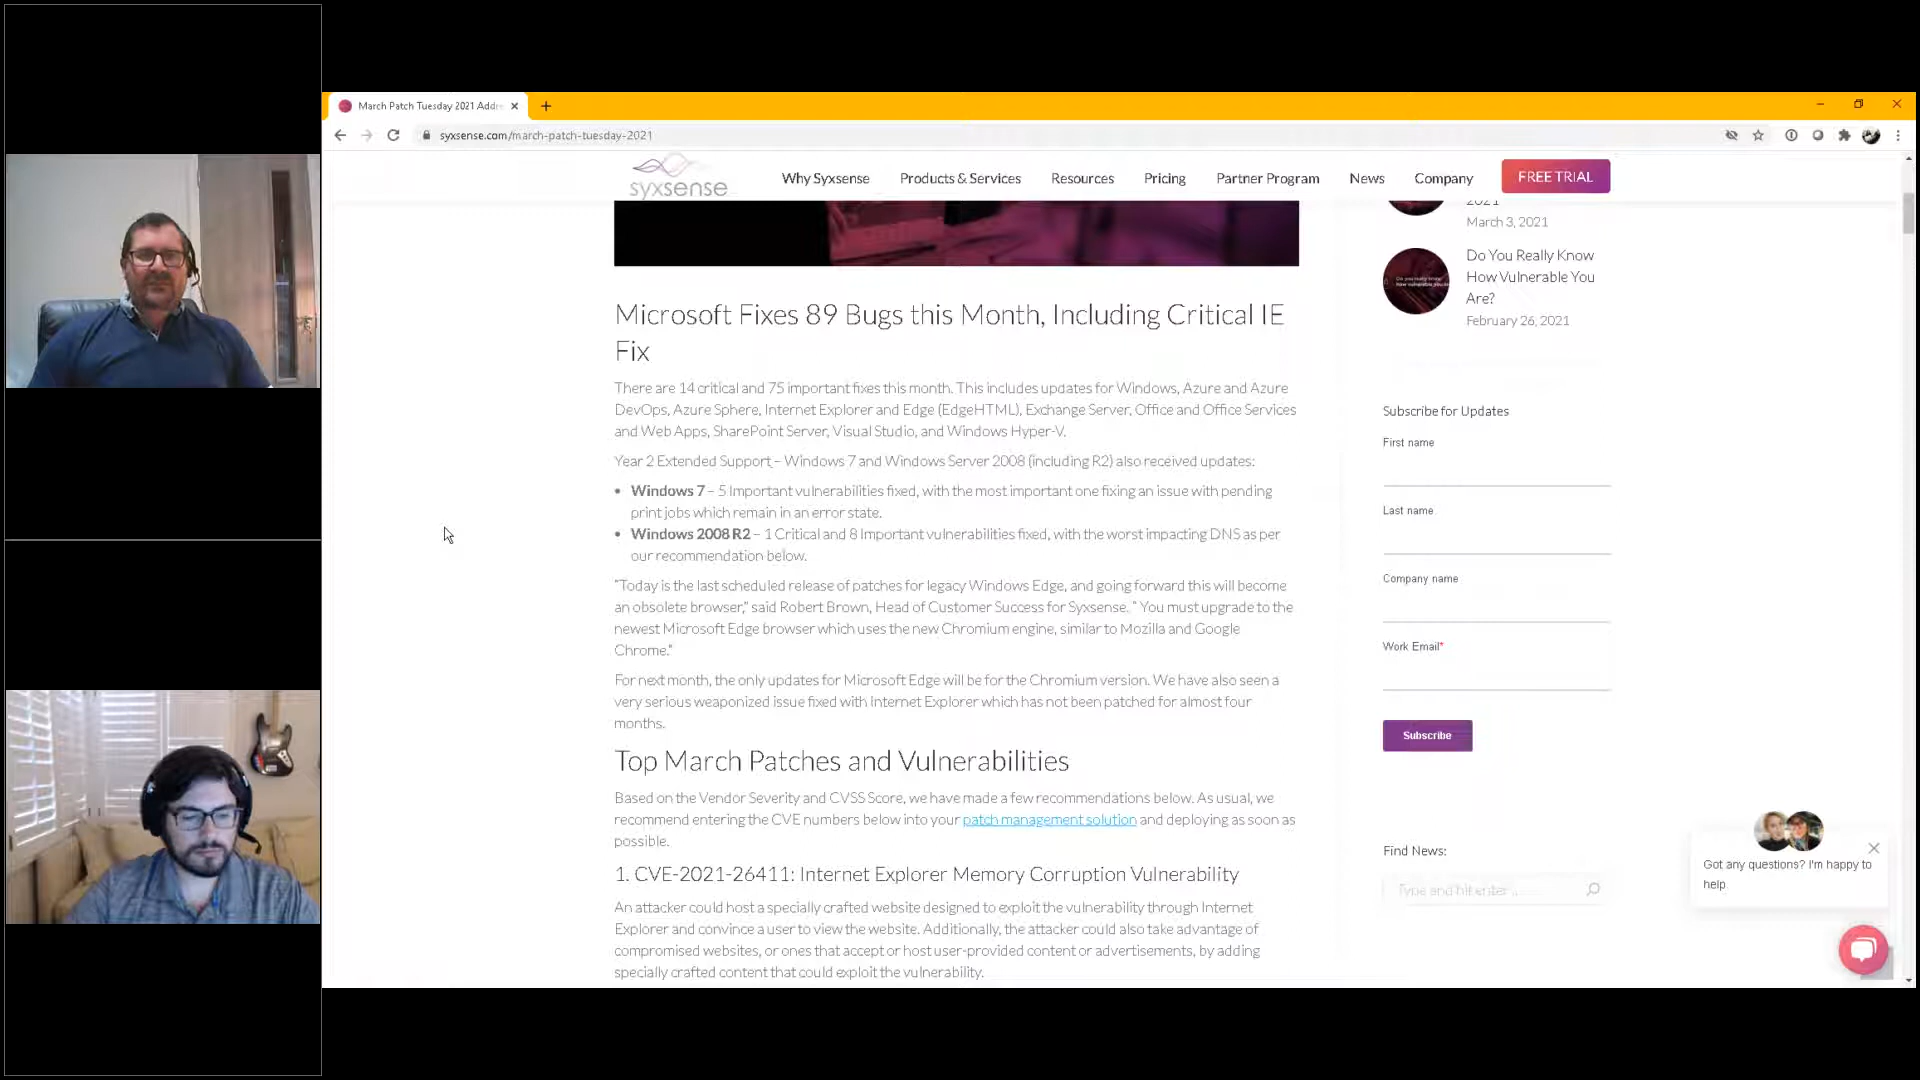 March Patch Tuesday 2021 Addre
syxsense.com/march-patch-tuesday-2021
syxsense
Why Syxsense
Products & Services
Resources
Pricing
Partner Program
News
Company
FREE TRIAL
Microsoft Fixes 89 Bugs this Month, Including Critical IE
Fix
There are 14 critical and 75 important fixes this month. This includes updates for Windows, Azure and Azure
DevOps, Azure Sphere, Internet Explorer and Edge (EdgeHTML), Exchange Server, Office and Office Services
and Web Apps, SharePoint Server, Visual Studio, and Windows Hyper-V.
Year 2 Extended Support – Windows 7 and Windows Server 2008 (including R2) also received updates:
• Windows 7 – 5 Important vulnerabilities fixed, with the most important one fixing an issue with pending
print jobs which remain in an error state.
• Windows 2008 R2 – 1 Critical and 8 Important vulnerabilities fixed, with the worst impacting DNS as per
our recommendation below.
"Today is the last scheduled release of patches for legacy Windows Edge, and going forward this will become
an obsolete browser," said Robert Brown, Head of Customer Success for Syxsense. " You must upgrade to the
newest Microsoft Edge browser which uses the new Chromium engine, similar to Mozilla and Google
Chrome."
For next month, the only updates for Microsoft Edge will be for the Chromium version. We have also seen a
very serious weaponized issue fixed with Internet Explorer which has not been patched for almost four
months.
Top March Patches and Vulnerabilities
Based on the Vendor Severity and CVSS Score, we have made a few recommendations below. As usual, we
recommend entering the CVE numbers below into your patch management solution and deploying as soon as
possible.
1. CVE-2021-26411: Internet Explorer Memory Corruption Vulnerability
An attacker could host a specially crafted website designed to exploit the vulnerability through Internet
Explorer and convince a user to view the website. Additionally, the attacker could also take advantage of
compromised websites, or ones that accept or host user-provided content or advertisements, by adding
specially crafted content that could exploit the vulnerability.
2021
March 3, 2021
Do You Really Know
How Vulnerable You
Are?
February 26, 2021
Subscribe for Updates
First name
Last name
Company name
Work Email*
Subscribe
Find News:
Type and hit enter ...
Got any questions? I'm happy to
help.